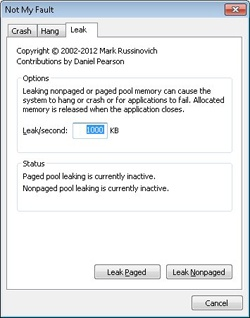 Not My Fault
Crash Hang Leak
Copyright © 2002-2012 Mark Russinovich
Contributions by Daniel Pearson
Options
Leaking nonpaged or paged pool memory can cause the
system to hang or crash or for applications to fail. Allocated
memory is released when the application closes.
Leak/second: 1000 KB
Status
Paged pool leaking is currently inactive.
Nonpaged pool leaking is currently inactive.
Leak Paged Leak Nonpaged
Cancel